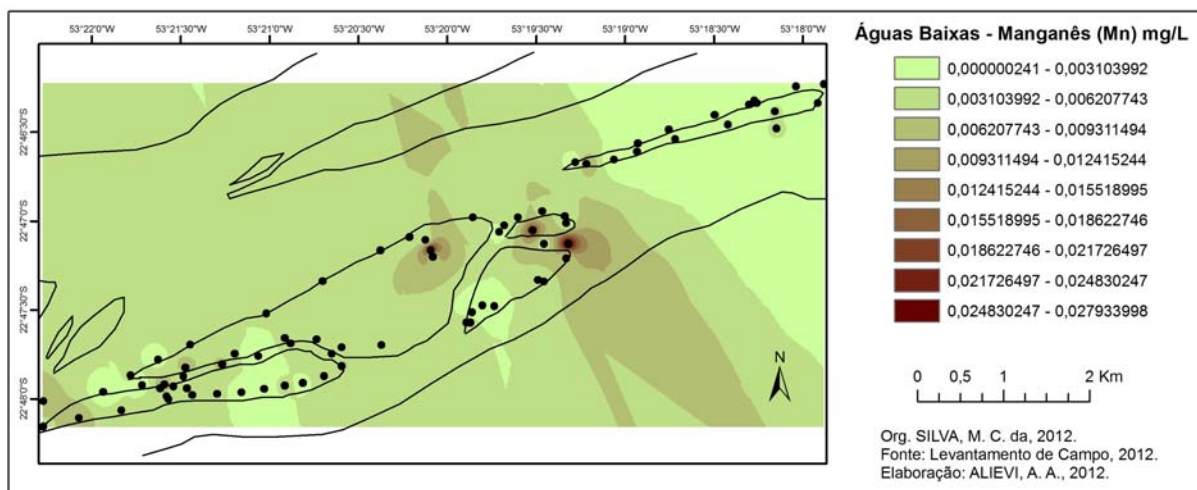 53°22'0"O 53°21'30"O 53°21'0"O 53°20'30"O 53°20'0"O 53°19'30"O 53°19'0"O 53°18'30"O 53°18'0"O
22°46'30"S
22°47'0"S
22°47'30"S
22°48'0"S
N
Águas Baixas - Manganês (Mn) mg/L
0,000000241 - 0,003103992
0,003103992 - 0,006207743
0,006207743 - 0,009311494
0,009311494 - 0,012415244
0,012415244 - 0,015518995
0,015518995 - 0,018622746
0,018622746 - 0,021726497
0,021726497 - 0,024830247
0,024830247 - 0,027933998
0 0,5 1 2 Km
Org. SILVA, M. C. da, 2012.
Fonte: Levantamento de Campo, 2012.
Elaboração: ALIEVI, A. A., 2012.